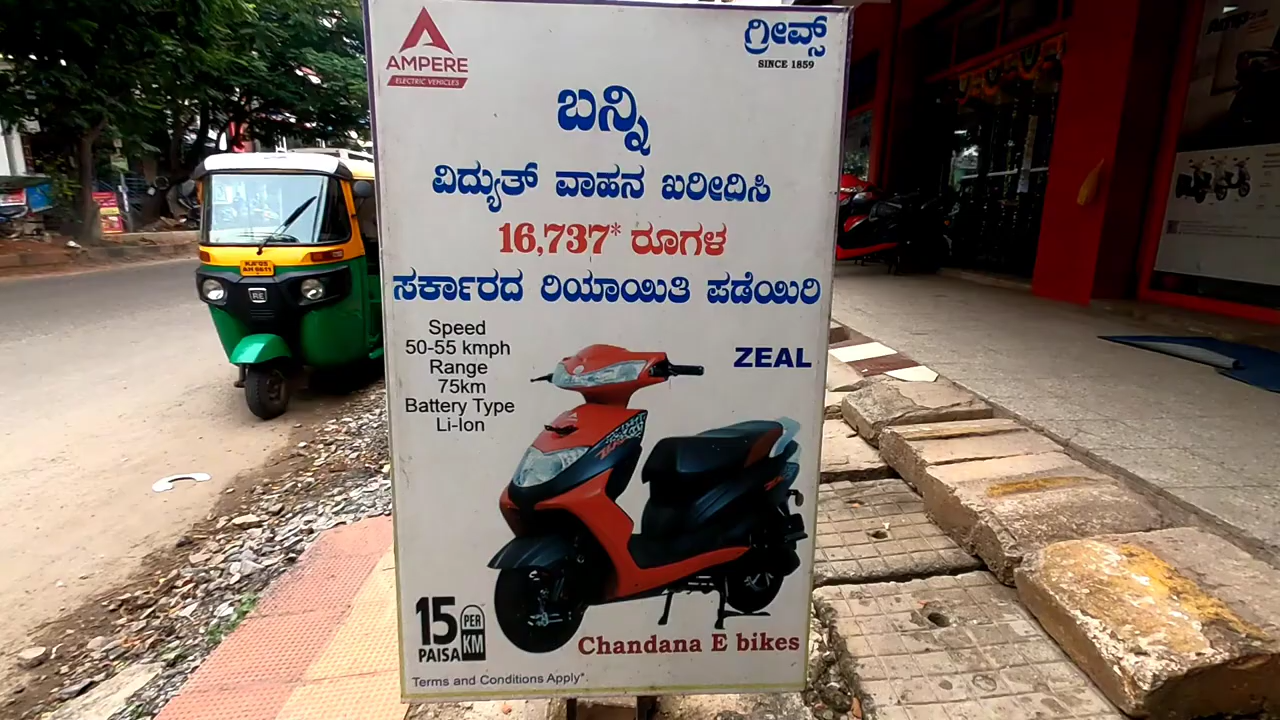 AMPERE
ELECTRIC VEHICLES
ಗ್ರೀವ್ಸ್
SINCE 1859
ಬನ್ನಿ
ವಿದ್ಯುತ್ ವಾಹನ ಖರೀದಿಸಿ
16,737* ರೂಗಳ
ಸರ್ಕಾರದ ರಿಯಾಯಿತಿ ಪಡೆಯಿರಿ
Speed
50-55 kmph
Range
75km
Battery Type
Li-Ion
ZEAL
15 PER KM
PAISA
Chandana E bikes
Terms and Conditions Apply*.
RE